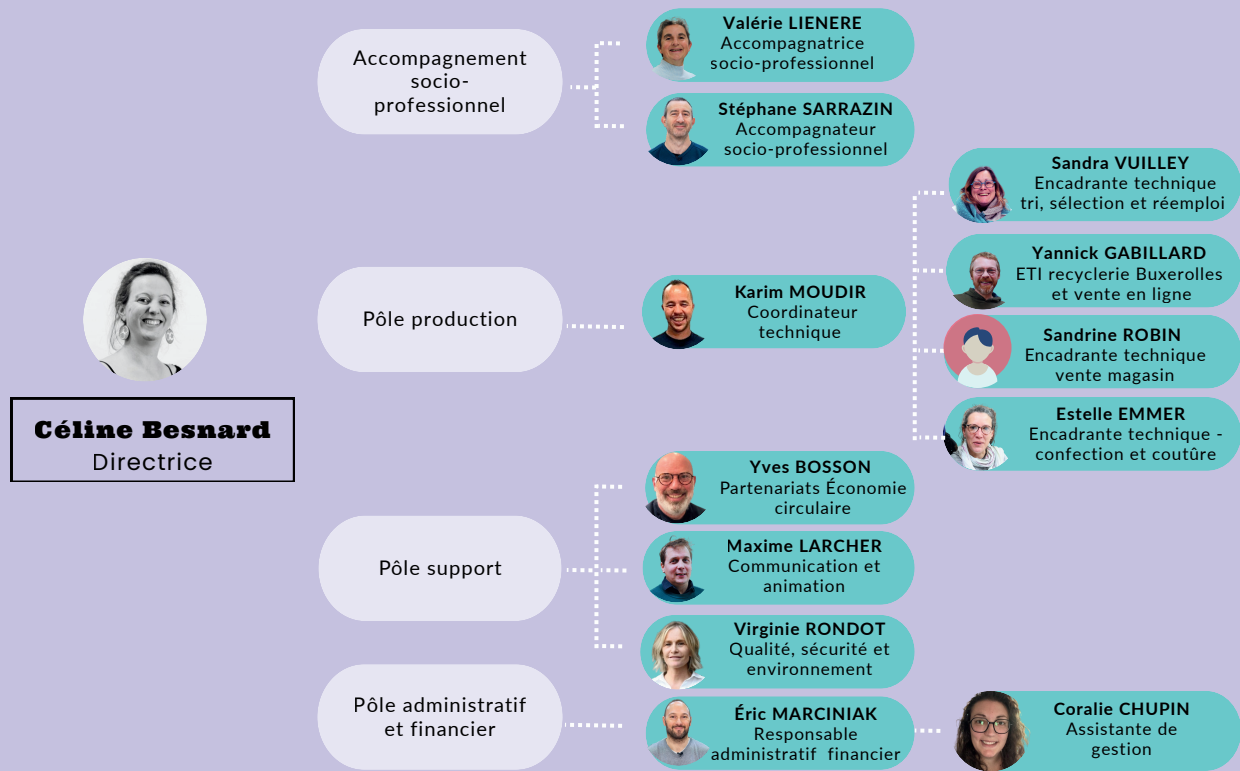 Céline Besnard
Directrice
Accompagnement
socio-
professionnel
Valérie LIENERE
Accompagnatrice
socio-professionnel
Stéphane SARRAZIN
Accompagnateur
socio-professionnel
Pôle production
Karim MOUDIR
Coordinateur
technique
Sandra VUILLEY
Encadrante technique
tri, sélection et réemploi
Yannick GABILLARD
ETI recyclerie Buxerolles
et vente en ligne
Sandrine ROBIN
Encadrante technique
vente magasin
Estelle EMMER
Encadrante technique -
confection et coutûre
Pôle support
Yves BOSSON
Partenariats Économie
circulaire
Maxime LARCHER
Communication et
animation
Virginie RONDOT
Qualité, sécurité et
environnement
Pôle administratif
et financier
Éric MARCINIAK
Responsable
administratif financier
Coralie CHUPIN
Assistante de
gestion